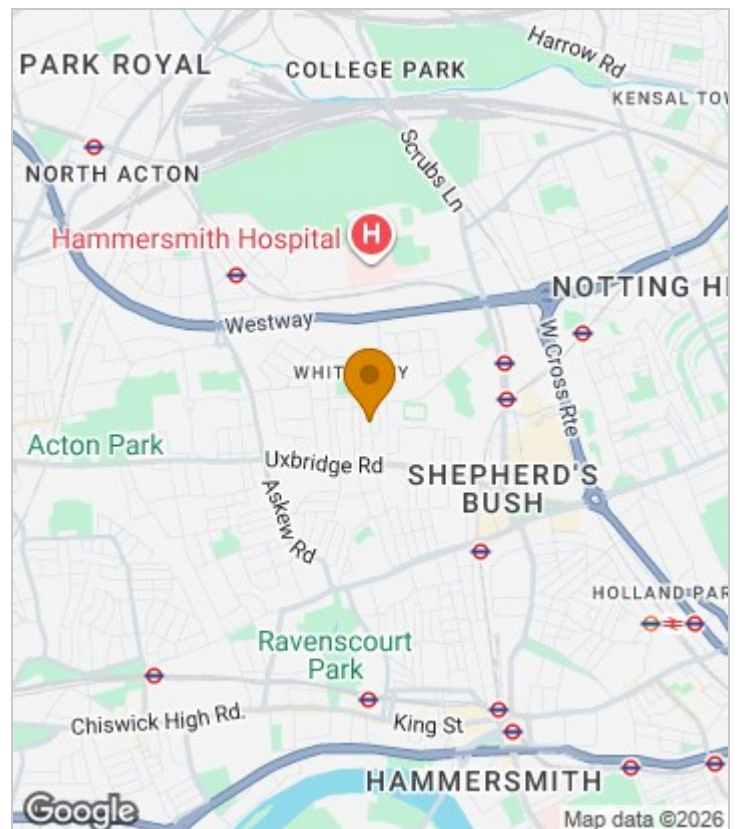 Harrow Rd
PARK ROYAL
COLLEGE PARK
KENSAL TOW
Scrubs Ln
NORTH ACTON
Hammersmith Hospital
H
NOTTING HI
Westway
W Cross Rte
WHIT
Y
Acton Park
Uxbridge Rd
SHEPHERD'S
BUSH
Askew Rd
HOLLAND PAR
Ravenscourt
Park
Chiswick High Rd.
King St
HAMMERSMITH
Google
Map data ©2026